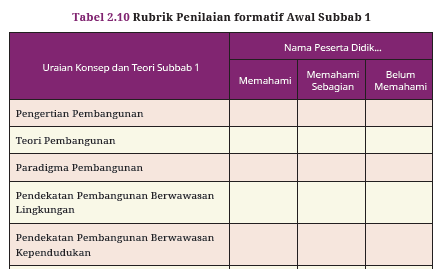 Tabel 2.10 Rubrik Penilaian formatif Awal Subbab 1
Uraian Konsep dan Teori Subbab 1
Nama Peserta Didik...
Memahami
Memahami
Sebagian
Belum
Memahami
Pengertian Pembangunan
Teori Pembangunan
Paradigma Pembangunan
Pendekatan Pembangunan Berwawasan
Lingkungan
Pendekatan Pembangunan Berwawasan
Kependudukan